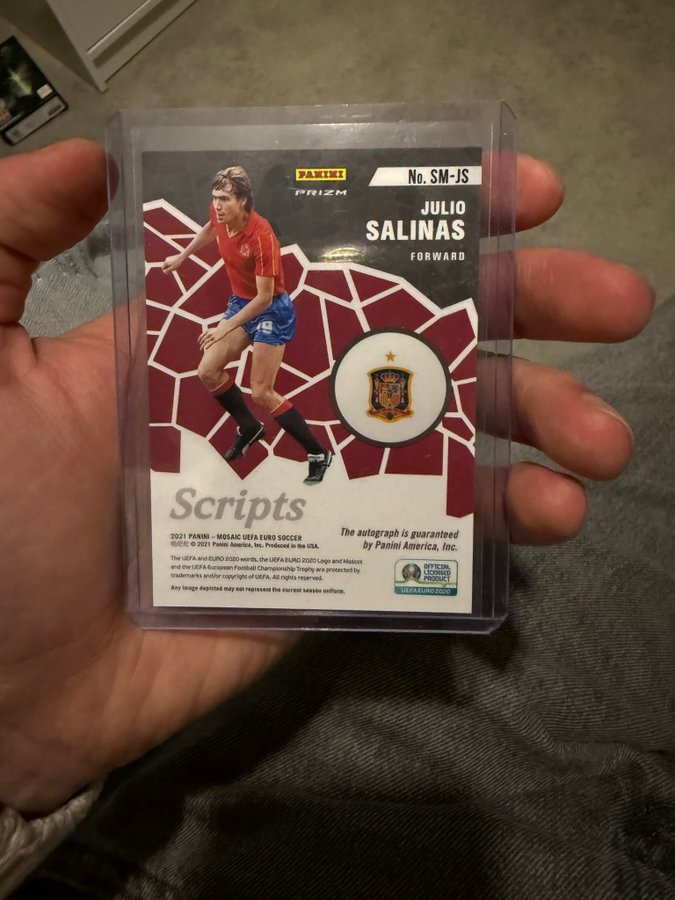 PANINI
PRIZM
No. SM-JS
JULIO
SALINAS
FORWARD
19
Scripts
2021 PANINI – MOSAIC UEFA EURO SOCCER
帕尼尼 © 2021 Panini America, Inc. Produced in the USA.
The autograph is guaranteed
by Panini America, Inc.
The UEFA and EURO 2020 words, the UEFA EURO 2020 Logo and Mascot
and the UEFA European Football Championship Trophy are protected by
trademarks and/or copyright of UEFA. All rights reserved.
Any image depicted may not represent the current season uniform.
OFFICIAL
LICENSED
PRODUCT
UEFA EURO 2020